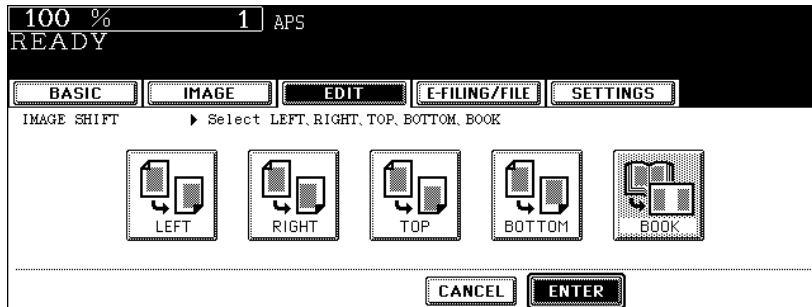 100 % 1 APS
READY
BASIC IMAGE EDIT E-FILING/FILE SETTINGS
IMAGE SHIFT ▶ Select LEFT, RIGHT, TOP, BOTTOM, BOOK
LEFT RIGHT TOP BOTTOM BOOK
CANCEL ENTER